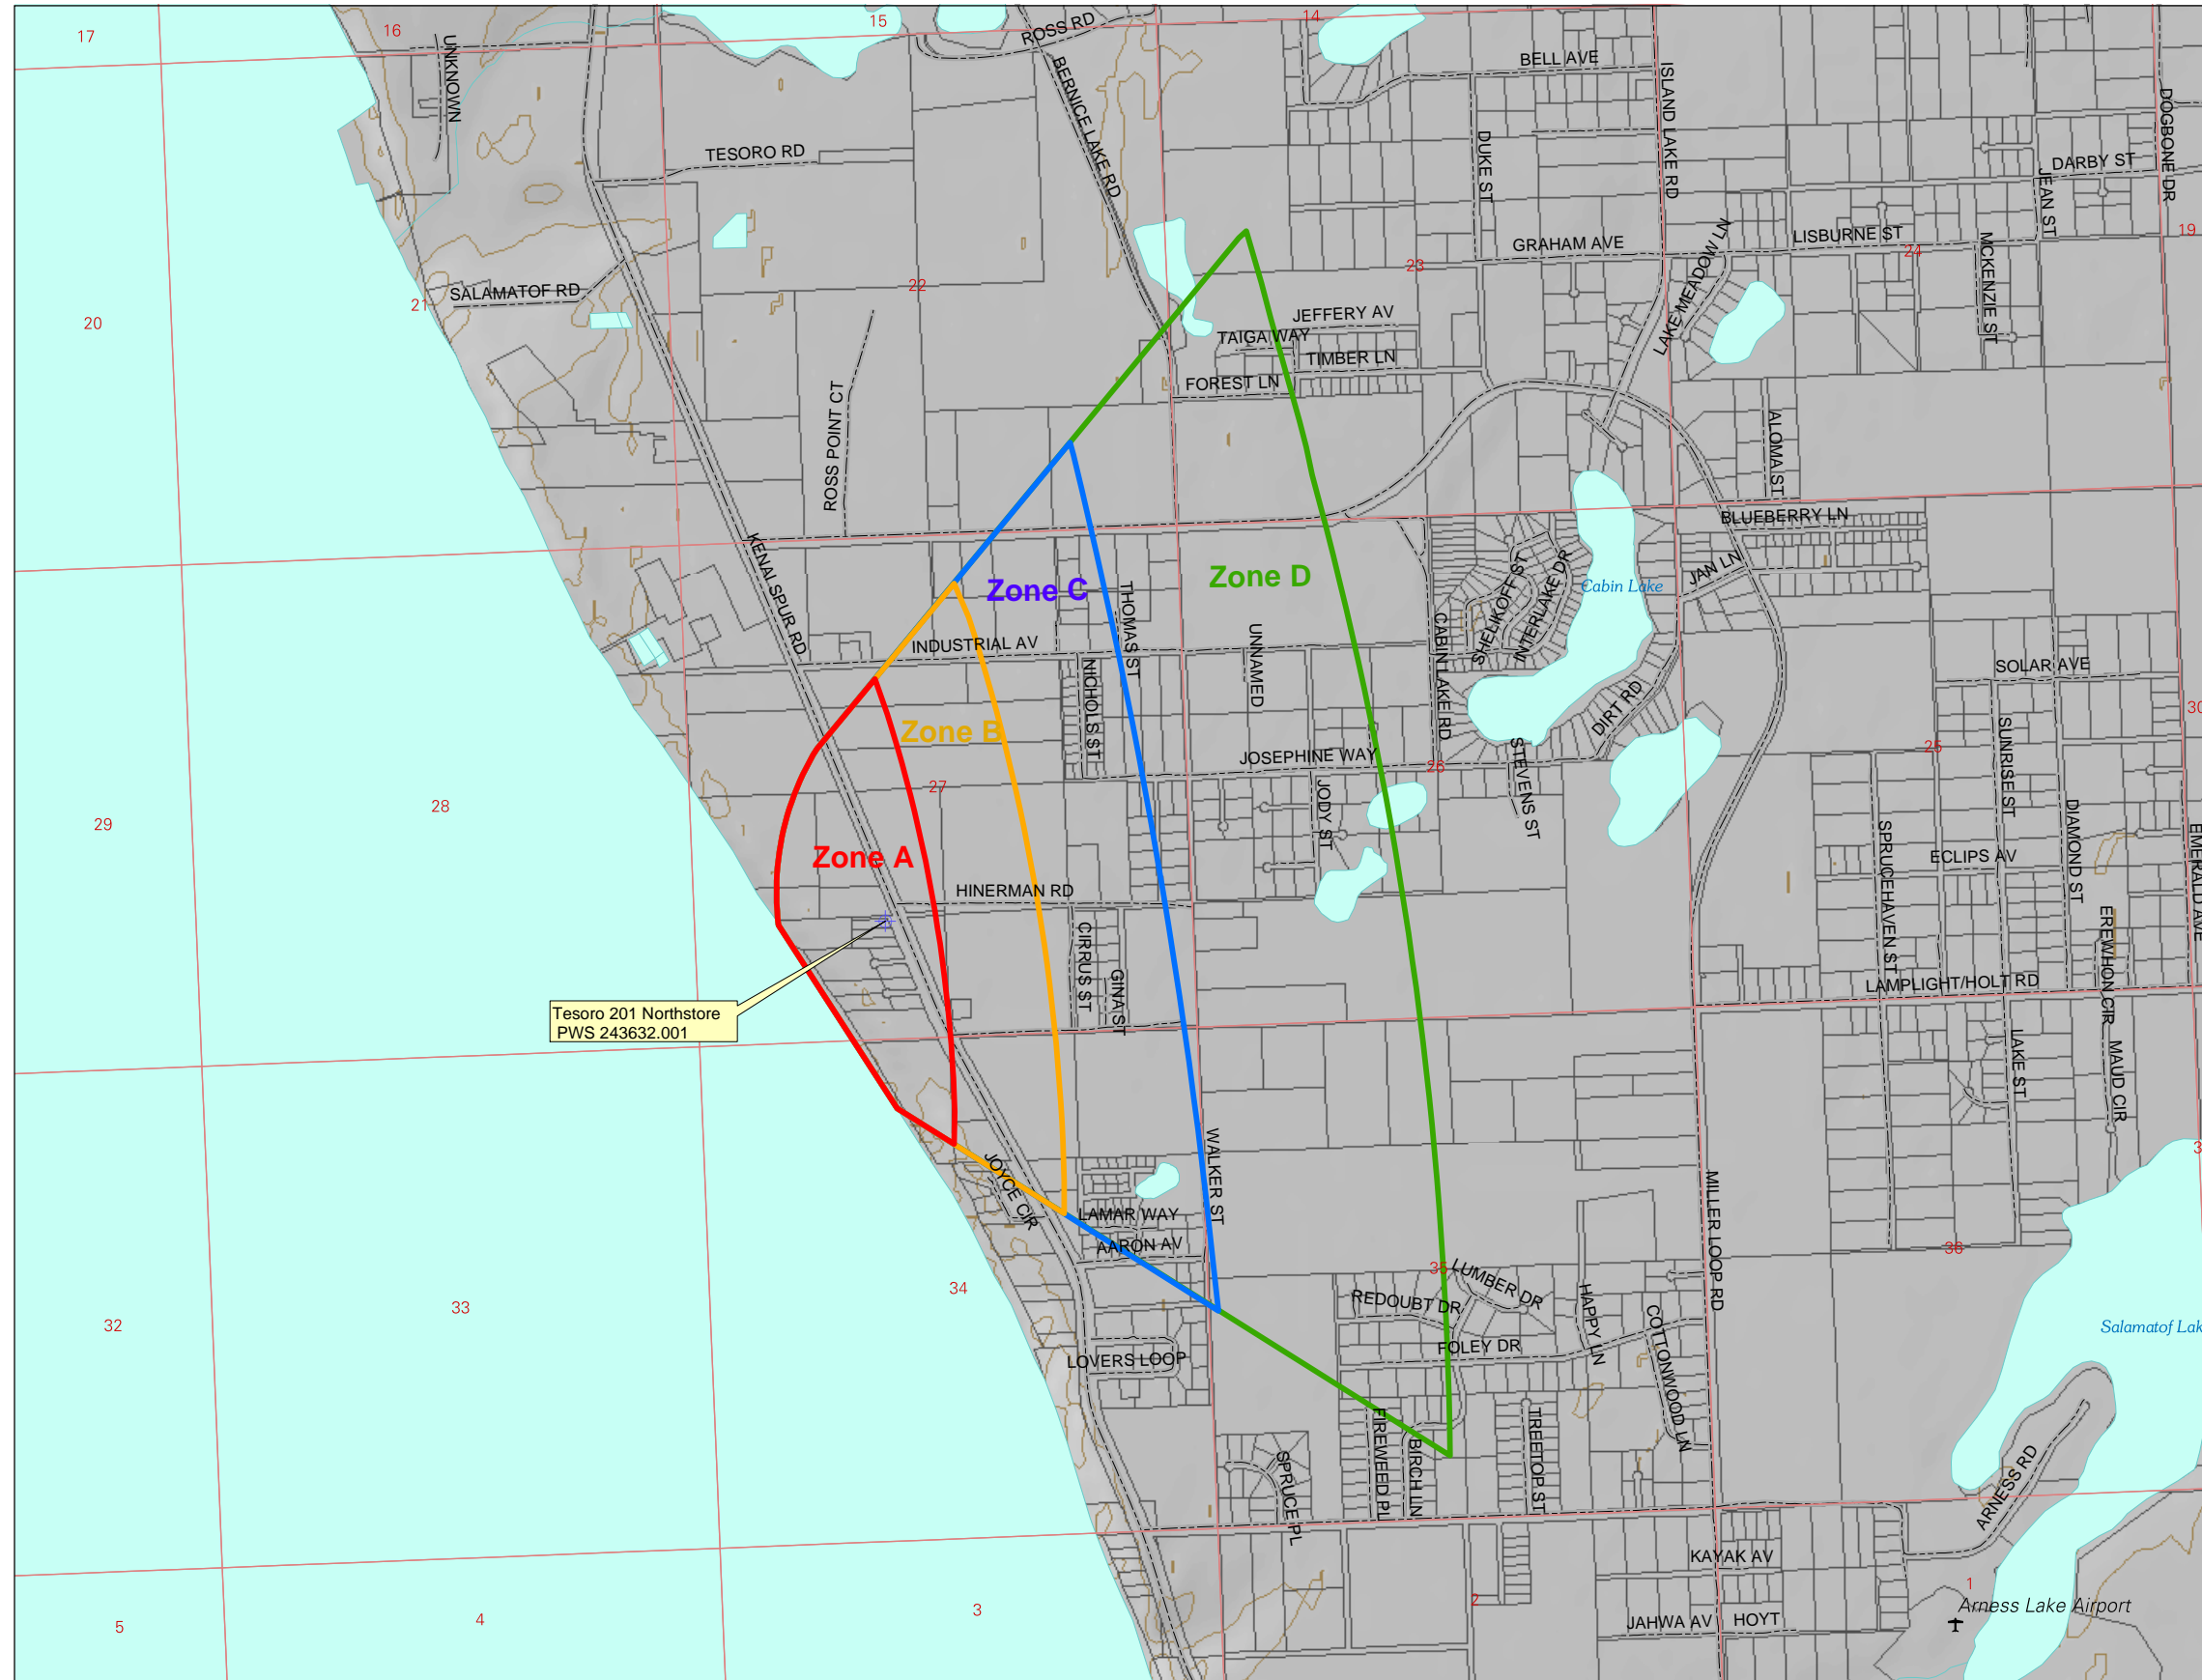 17
16
15
14
UNKNOWN
ROSS RD
BERNICE LAKE RD
BELL AVE
ISLAND LAKE RD
DOGBONE DR
TESORO RD
DUKE ST
DARBY ST
JEAN ST
19
GRAHAM AVE
LISBURNE ST
24
23
MCKENZIE ST
LAKE MEADOW LN
22
SALAMATOF RD
21
20
JEFFERY AV
TAIGA WAY
TIMBER LN
FOREST LN
ROSS POINT CT
ALOMA ST
BLUEBERRY LN
KENAI SPUR RD
Zone C
Zone D
JAN LN
SHELIKOFF ST
INTERLAKE DR
Cabin Lake
THOMAS ST
INDUSTRIAL AV
UNNAMED
CABIN LAKE RD
NICHOLS ST
SOLAR AVE
DIRT RD
30
Zone B
SUNRISE ST
25
JOSEPHINE WAY
26
STEVENS ST
27
28
29
JODY ST
DIAMOND ST
SPRUCEHAVEN ST
ECLIPS AV
EMERALD AVE
Zone A
HINERMAN RD
CIRRUS ST
GINA ST
EREWHON CIR
LAMPLIGHT/HOLT RD
Tesoro 201 Northstore
PWS 243632.001
LAKE ST
MAUD CIR
WALKER ST
JOYCE CIR
MILLER LOOP RD
LAMAR WAY
AARON AV
36
35
34
33
32
LUMBER DR
REDOUBT DR
HAPPY LN
COTTONWOOD LN
Salamatof Lak
FOLEY DR
LOVERS LOOP
FIREWEED PL
BIRCH LN
TREETOP ST
SPRUCE PL
ARNESS RD
KAYAK AV
1
2
3
4
5
Arness Lake Airport
JAHWA AV
HOYT